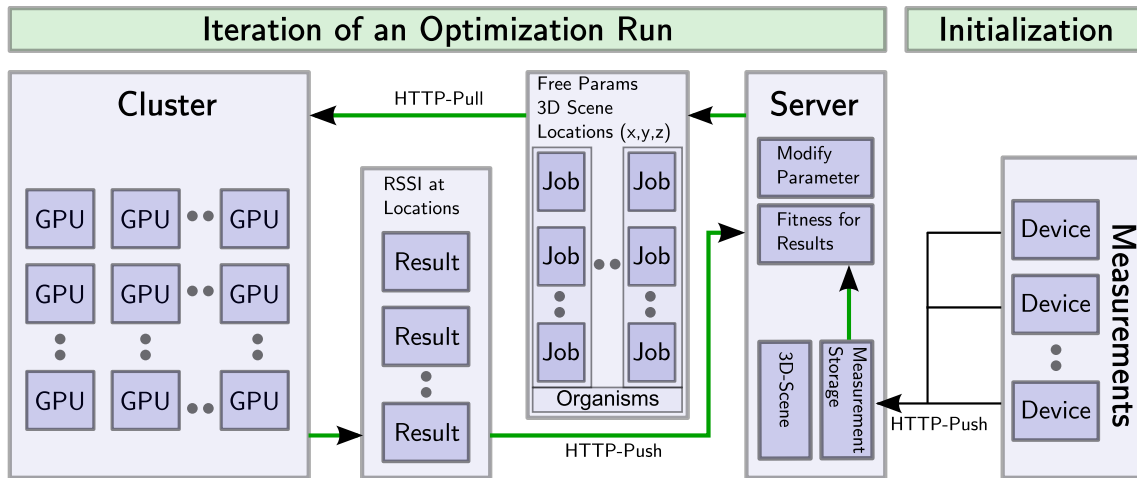 Iteration of an Optimization Run
Initialization
Cluster
GPU GPU GPU
GPU GPU GPU
GPU GPU GPU
HTTP-Pull
RSSI at
Locations
Result
Result
Result
Free Params
3D Scene
Locations (x,y,z)
Job Job
Job Job
Job Job
Organisms
HTTP-Push
Server
Modify
Parameter
Fitness for
Results
3D-Scene
Measurement
Storage
HTTP-Push
Device
Device
Device
Measurements